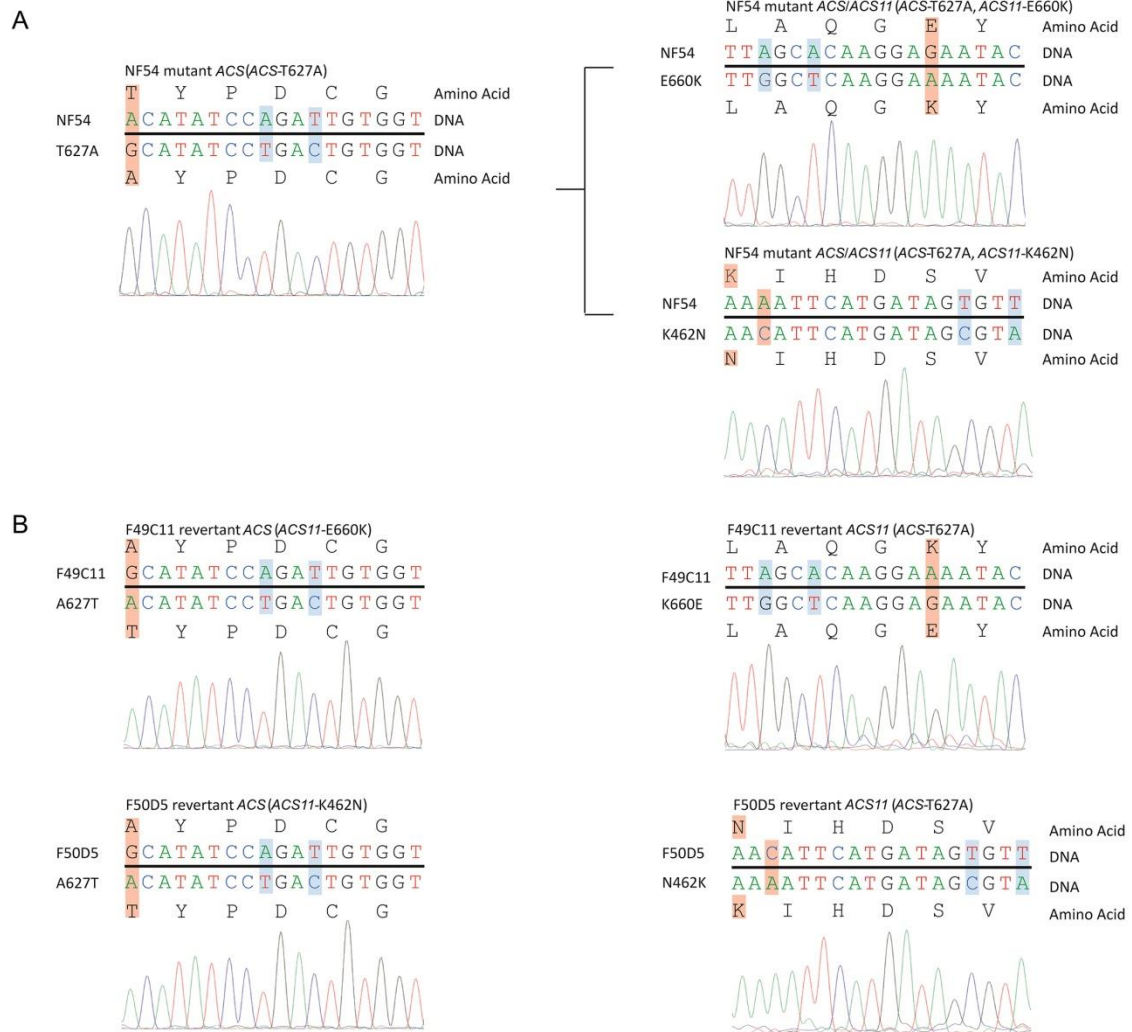 A
NF54 mutant ACS (ACS-T627A)
T Y P D C G Amino Acid
NF54 ACATATCCAGATTGTGGT DNA
T627A GCATATCCTGACTGTGGT DNA
A Y P D C G Amino Acid
NF54 mutant ACS/ACS11 (ACS-T627A, ACS11-E660K)
L A Q G E Y Amino Acid
NF54 TTAGCACAAGGAGAATAC DNA
E660K TTGGCTCAAGGAAAATAC DNA
L A Q G K Y Amino Acid
NF54 mutant ACS/ACS11 (ACS-T627A, ACS11-K462N)
K I H D S V Amino Acid
NF54 AAAATTCATGATAGTGTT DNA
K462N AACATTCATGATAGCGTA DNA
N I H D S V Amino Acid
B
F49C11 revertant ACS (ACS11-E660K)
A Y P D C G
F49C11 GCATATCCAGATTGTGGT
A627T ACATATCCTGACTGTGGT
T Y P D C G
F49C11 revertant ACS11 (ACS-T627A)
L A Q G K Y Amino Acid
F49C11 TTAGCACAAGGAAAATAC DNA
K660E TTGGCTCAAGGAGAATAC DNA
L A Q G E Y Amino Acid
F50D5 revertant ACS (ACS11-K462N)
A Y P D C G
F50D5 GCATATCCAGATTGTGGT
A627T ACATATCCTGACTGTGGT
T Y P D C G
F50D5 revertant ACS11 (ACS-T627A)
N I H D S V Amino Acid
F50D5 AACATTCATGATAGTGTT DNA
N462K AAAATTCATGATAGCGTA DNA
K I H D S V Amino Acid